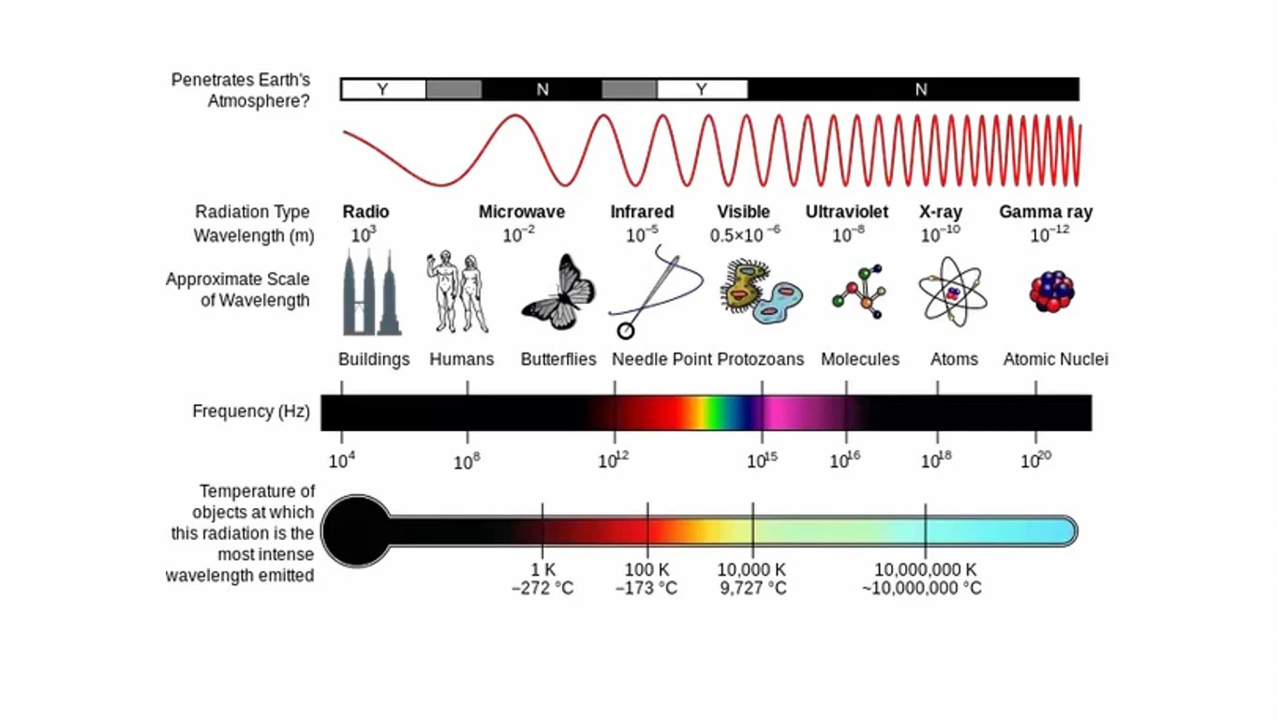 Penetrates Earth's
Atmosphere?
Y N Y N
Radiation Type
Radio Microwave Infrared Visible Ultraviolet X-ray Gamma ray
Wavelength (m)
10³ 10⁻² 10⁻⁵ 0.5×10⁻⁶ 10⁻⁸ 10⁻¹⁰ 10⁻¹²
Approximate Scale
of Wavelength
Buildings Humans Butterflies Needle Point Protozoans Molecules Atoms Atomic Nuclei
Frequency (Hz)
10⁴ 10⁸ 10¹² 10¹⁵ 10¹⁶ 10¹⁸ 10²⁰
Temperature of
objects at which
this radiation is the
most intense
wavelength emitted
1 K 100 K 10,000 K 10,000,000 K
−272 °C −173 °C 9,727 °C ~10,000,000 °C